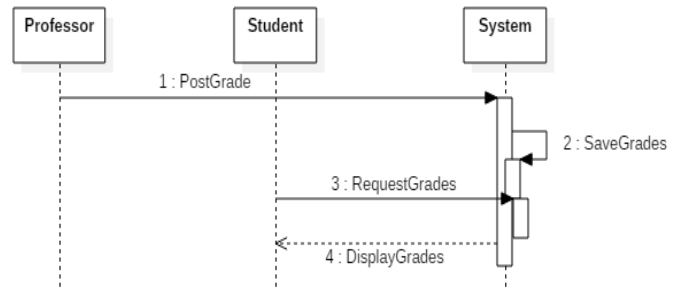 Professor
Student
System
1 : PostGrade
2 : SaveGrades
3 : RequestGrades
4 : DisplayGrades